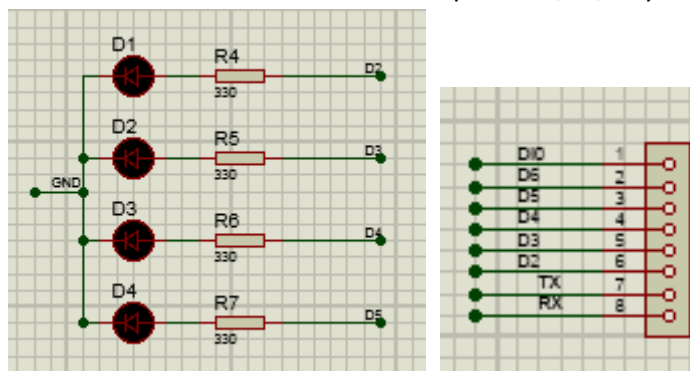 D1
R4
D2
330
D2
R5
D3
330
GND
D3
R6
D4
330
D4
R7
D5
330
DI0 1
D6 2
D5 3
D4 4
D3 5
D2 6
TX 7
RX 8